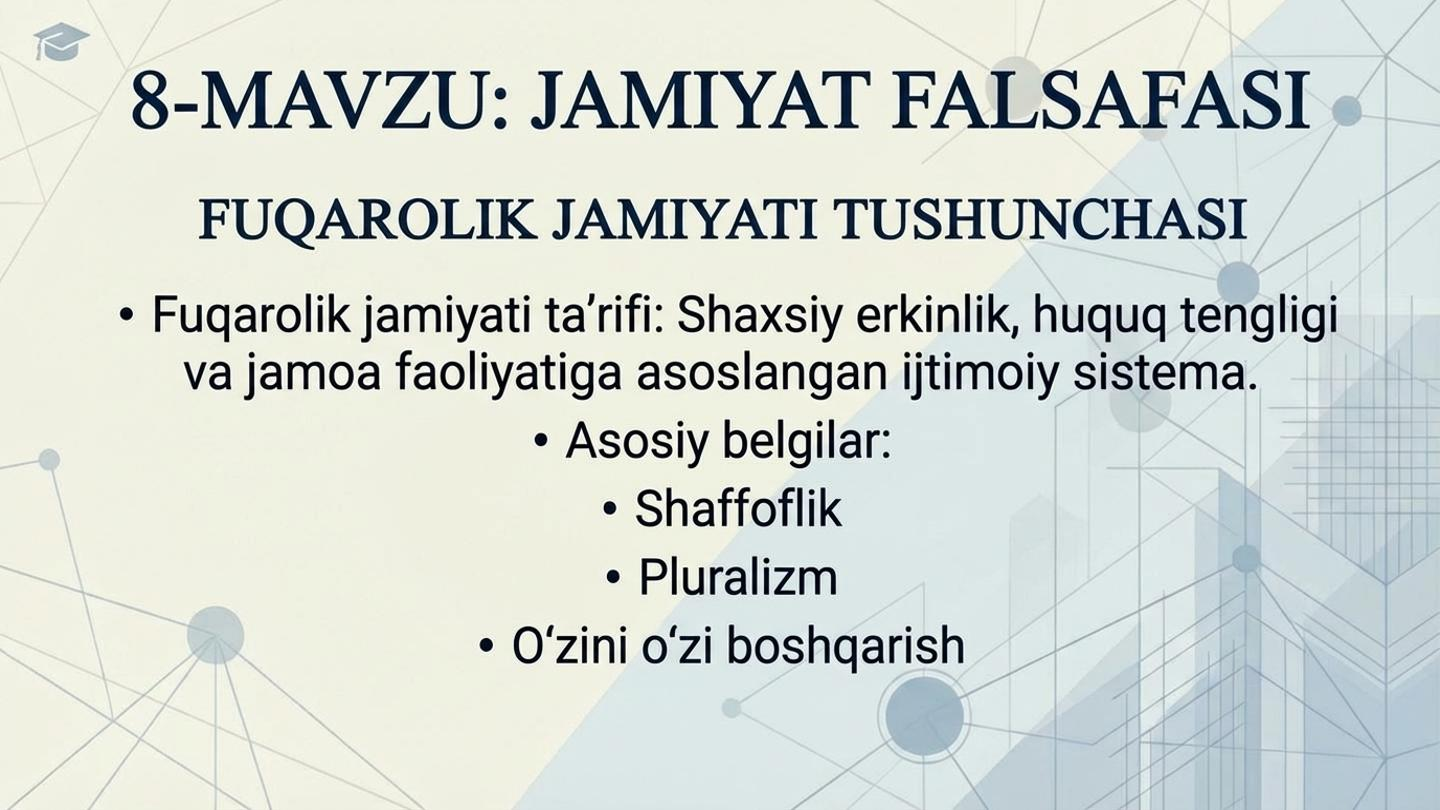 8-MAVZU: JAMIYAT FALSAFASI
FUQAROLIK JAMIYATI TUSHUNCHASI
• Fuqarolik jamiyati ta’rifi: Shaxsiy erkinlik, huquq tengligi
va jamoa faoliyatiga asoslangan ijtimoiy sistema.
• Asosiy belgilar:
• Shaffoflik
• Pluralizm
• O‘zini o‘zi boshqarish